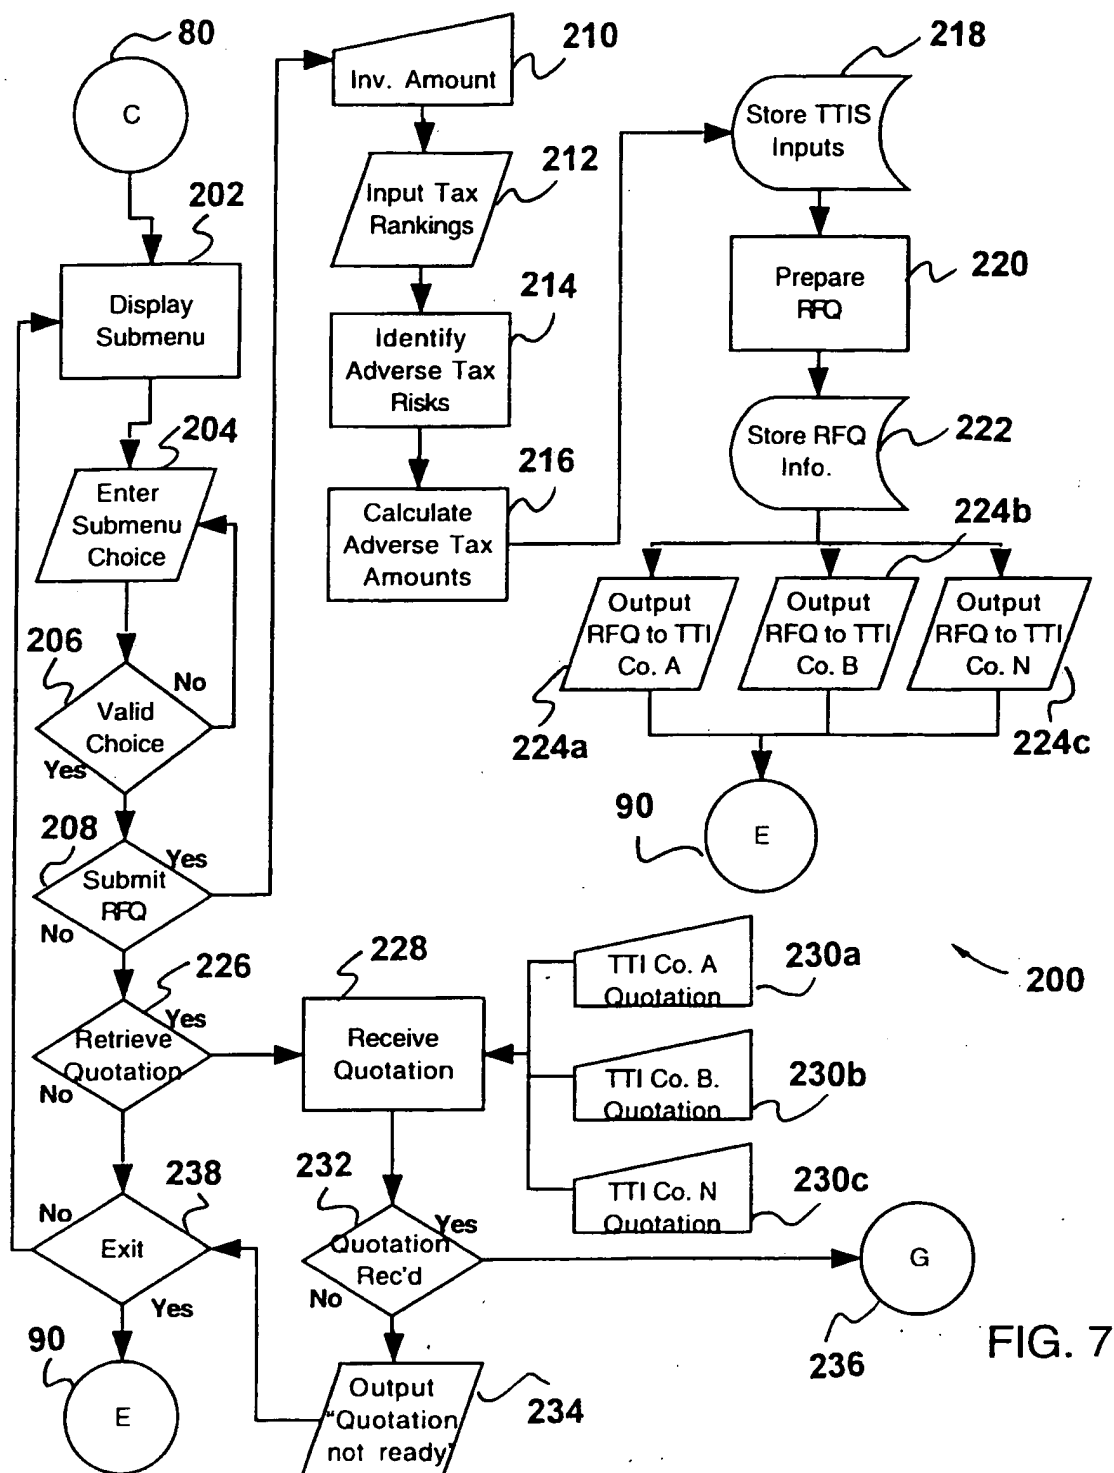 80
C
202
Display
Submenu
204
Enter
Submenu
Choice
206
No
Valid
Choice
Yes
208
Yes
Submit
RFQ
No
226
Yes
Retrieve
Quotation
No
238
No
Exit
Yes
90
E
210
Inv. Amount
212
Input Tax
Rankings
214
Identify
Adverse Tax
Risks
216
Calculate
Adverse Tax
Amounts
218
Store TTIS
Inputs
220
Prepare
RFQ
222
Store RFQ
Info.
224b
Output
RFQ to TTI
Co. A
Output
RFQ to TTI
Co. B
Output
RFQ to TTI
Co. N
224a
224c
90
E
228
Receive
Quotation
TTI Co. A
Quotation
230a
TTI Co. B.
Quotation
230b
TTI Co. N
Quotation
230c
200
232
Yes
Quotation
Rec'd
No
G
236
Output
"Quotation
not ready"
234
FIG. 7